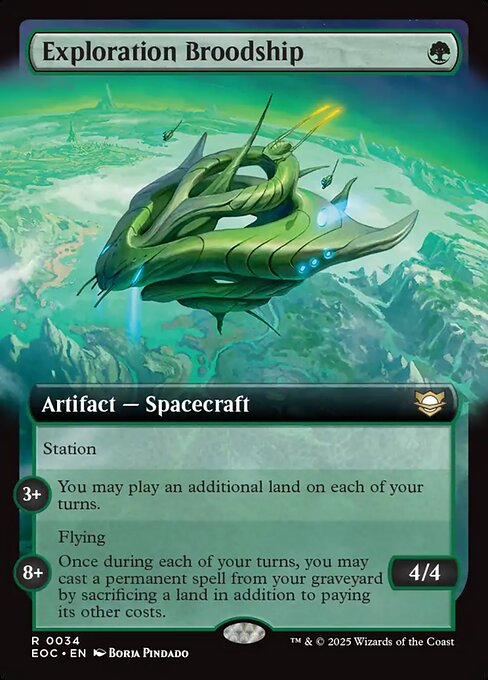 Exploration Broodship
Artifact — Spacecraft
Station
3+
You may play an additional land on each of your
turns.
Flying
8+
Once during each of your turns, you may
cast a permanent spell from your graveyard
by sacrificing a land in addition to paying
its other costs.
4/4
R 0034
EOC • EN Borja Pindado
™ & © 2025 Wizards of the Coast